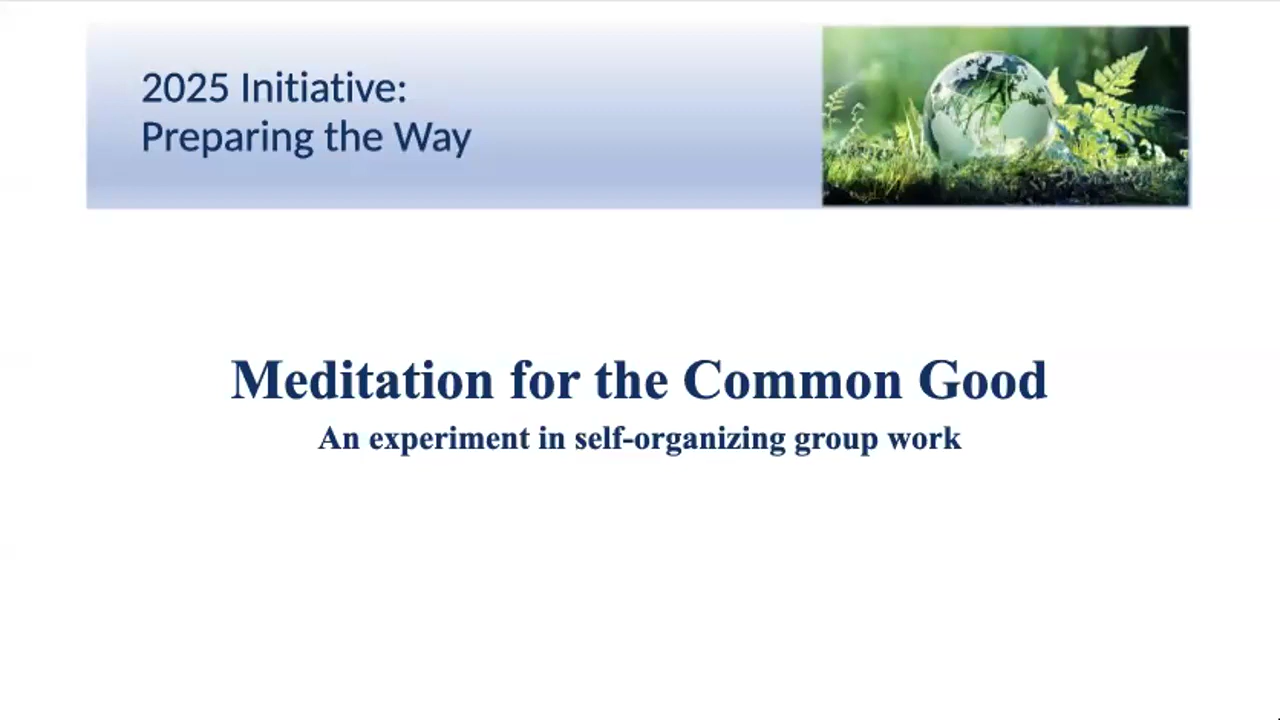 2025 Initiative:
Preparing the Way
Meditation for the Common Good
An experiment in self-organizing group work